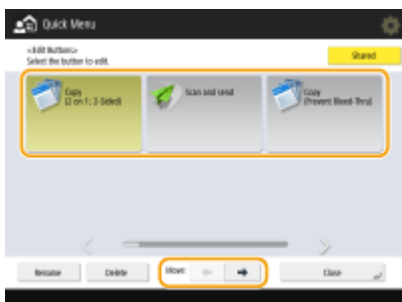 Quick Menu
<Edit Buttons>
Select the button to edit.
Shared
Copy
(2 on 1; 2-Sided)
Scan and send
Copy
(Prevent Bleed-Thru)
Rename
Delete
Move:
Close